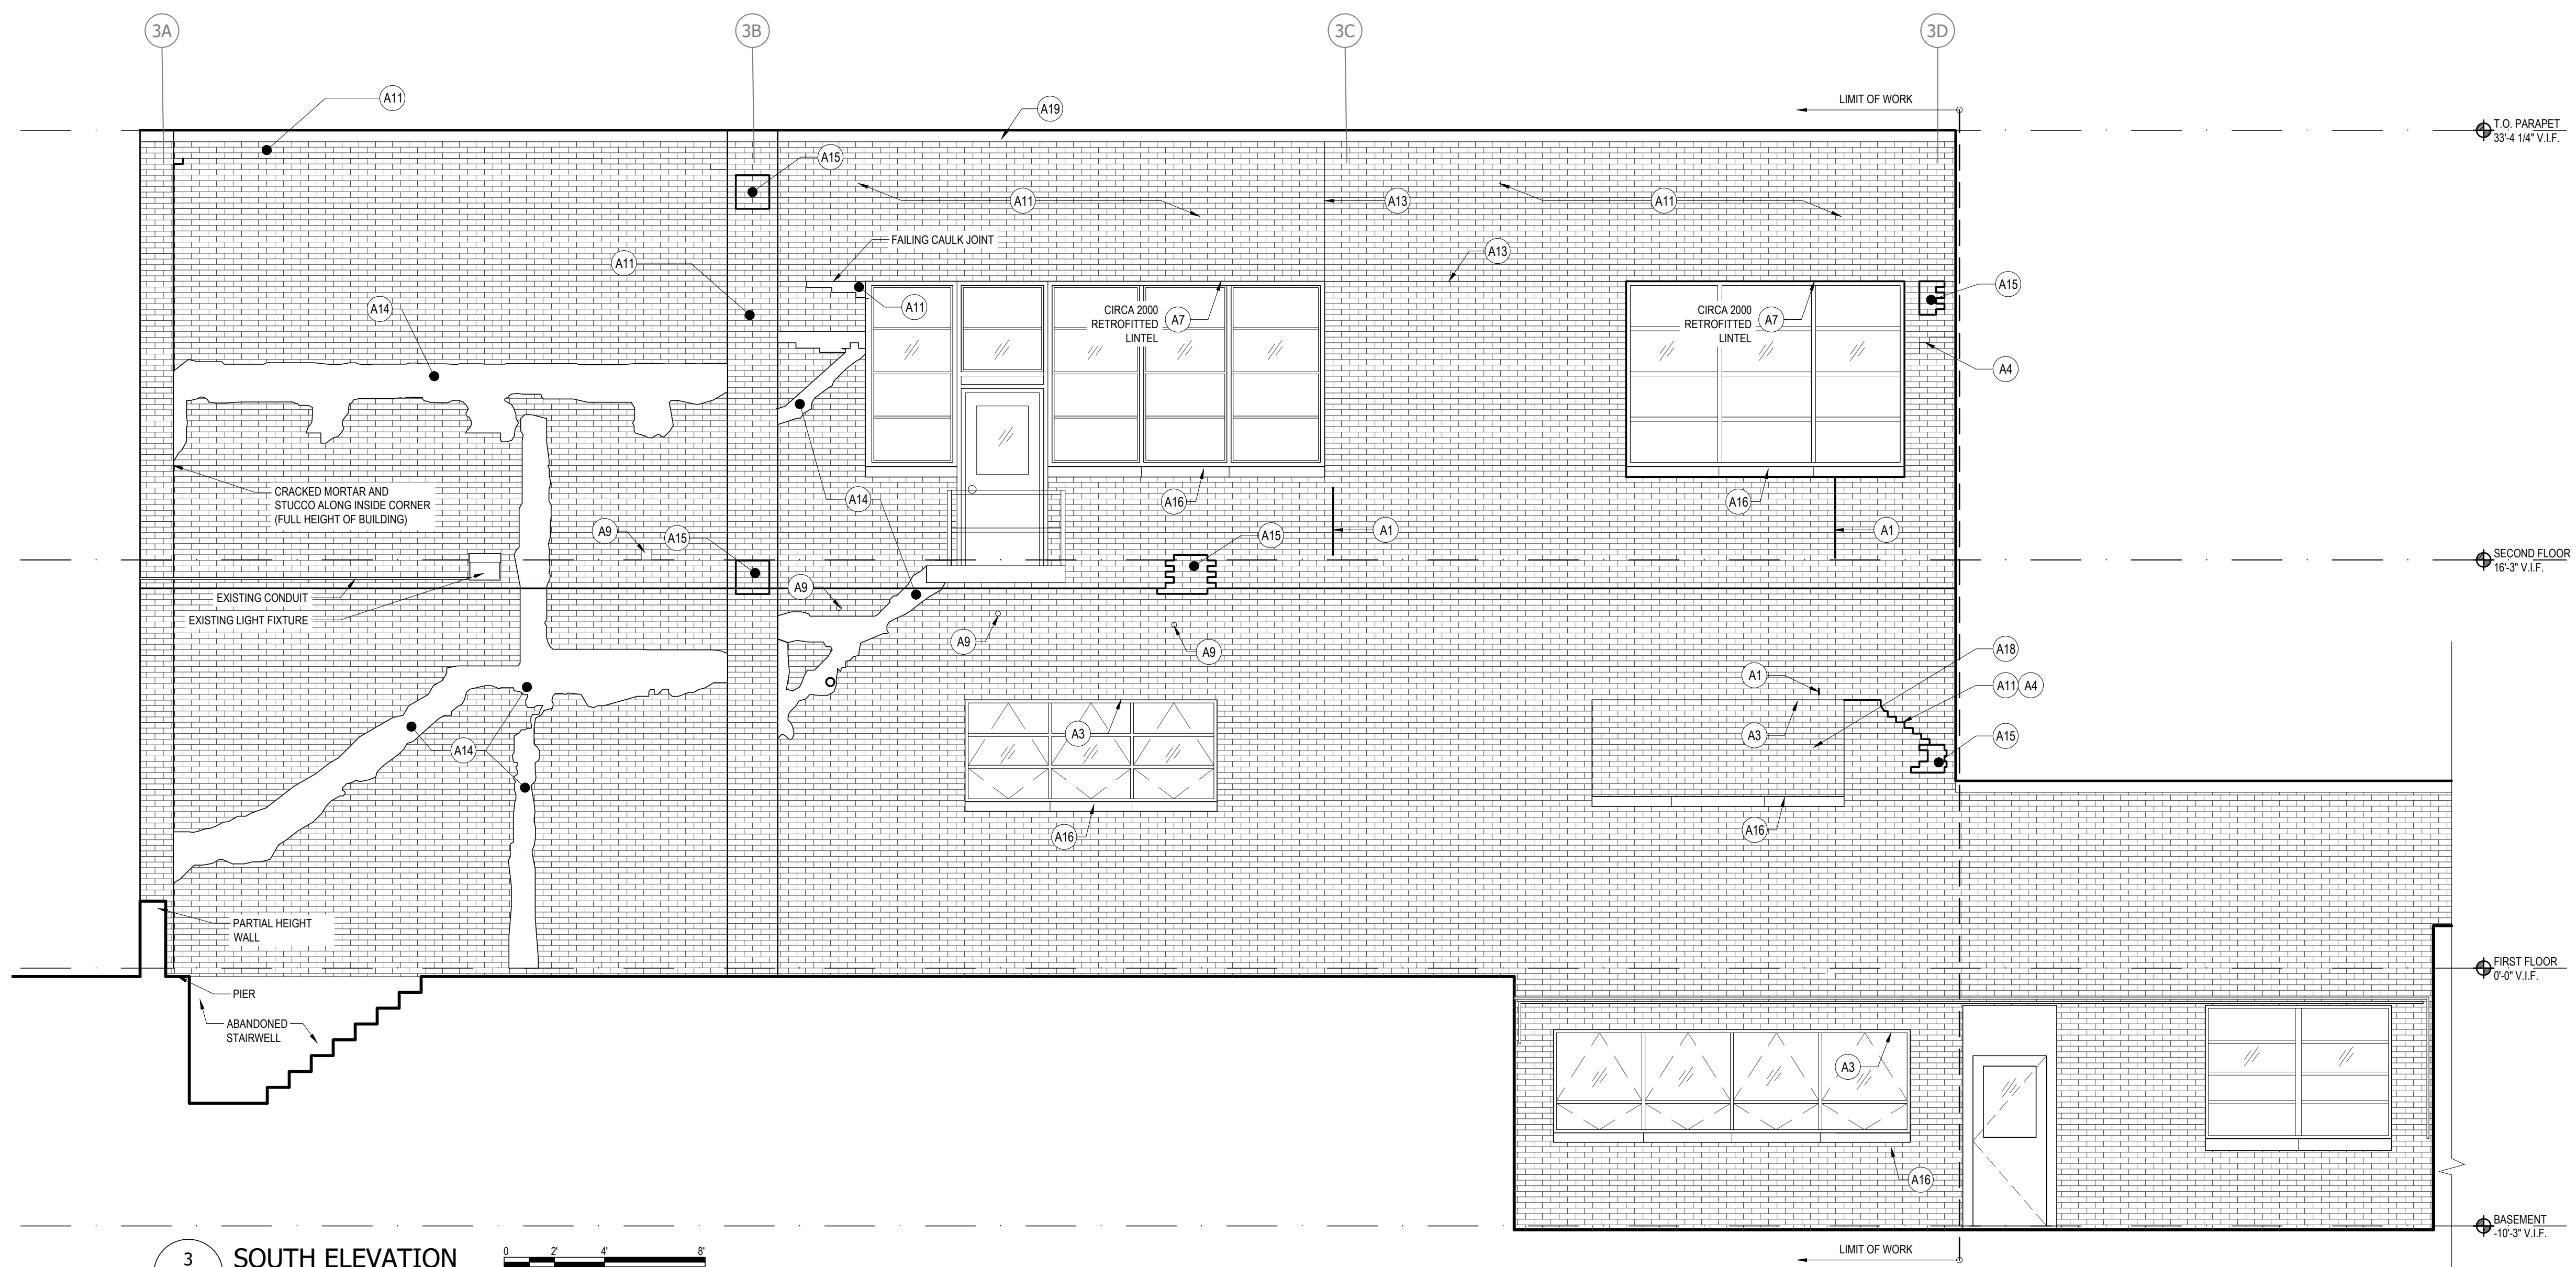 3A
3B
3C
3D
A11
A19
LIMIT OF WORK
T.O. PARAPET
33'-4 1/4" V.I.F.
A15
A11
A13
A11
FAILING CAULK JOINT
A13
A11
A15
A14
A11
CIRCA 2000
RETROFITTED
LINTEL
A7
CIRCA 2000
RETROFITTED
LINTEL
A7
A4
CRACKED MORTAR AND
STUCCO ALONG INSIDE CORNER
(FULL HEIGHT OF BUILDING)
A14
A16
A16
A9
A15
A15
A1
A1
SECOND FLOOR
16'-3" V.I.F.
EXISTING CONDUIT
A9
EXISTING LIGHT FIXTURE
A9
A9
A18
A1
A11
A4
A3
A3
A15
A14
A16
A16
PARTIAL HEIGHT
WALL
FIRST FLOOR
0'-0" V.I.F.
PIER
ABANDONED
STAIRWELL
A3
A16
BASEMENT
-10'-3" V.I.F.
LIMIT OF WORK
3
SOUTH ELEVATION
0 2' 4' 8'